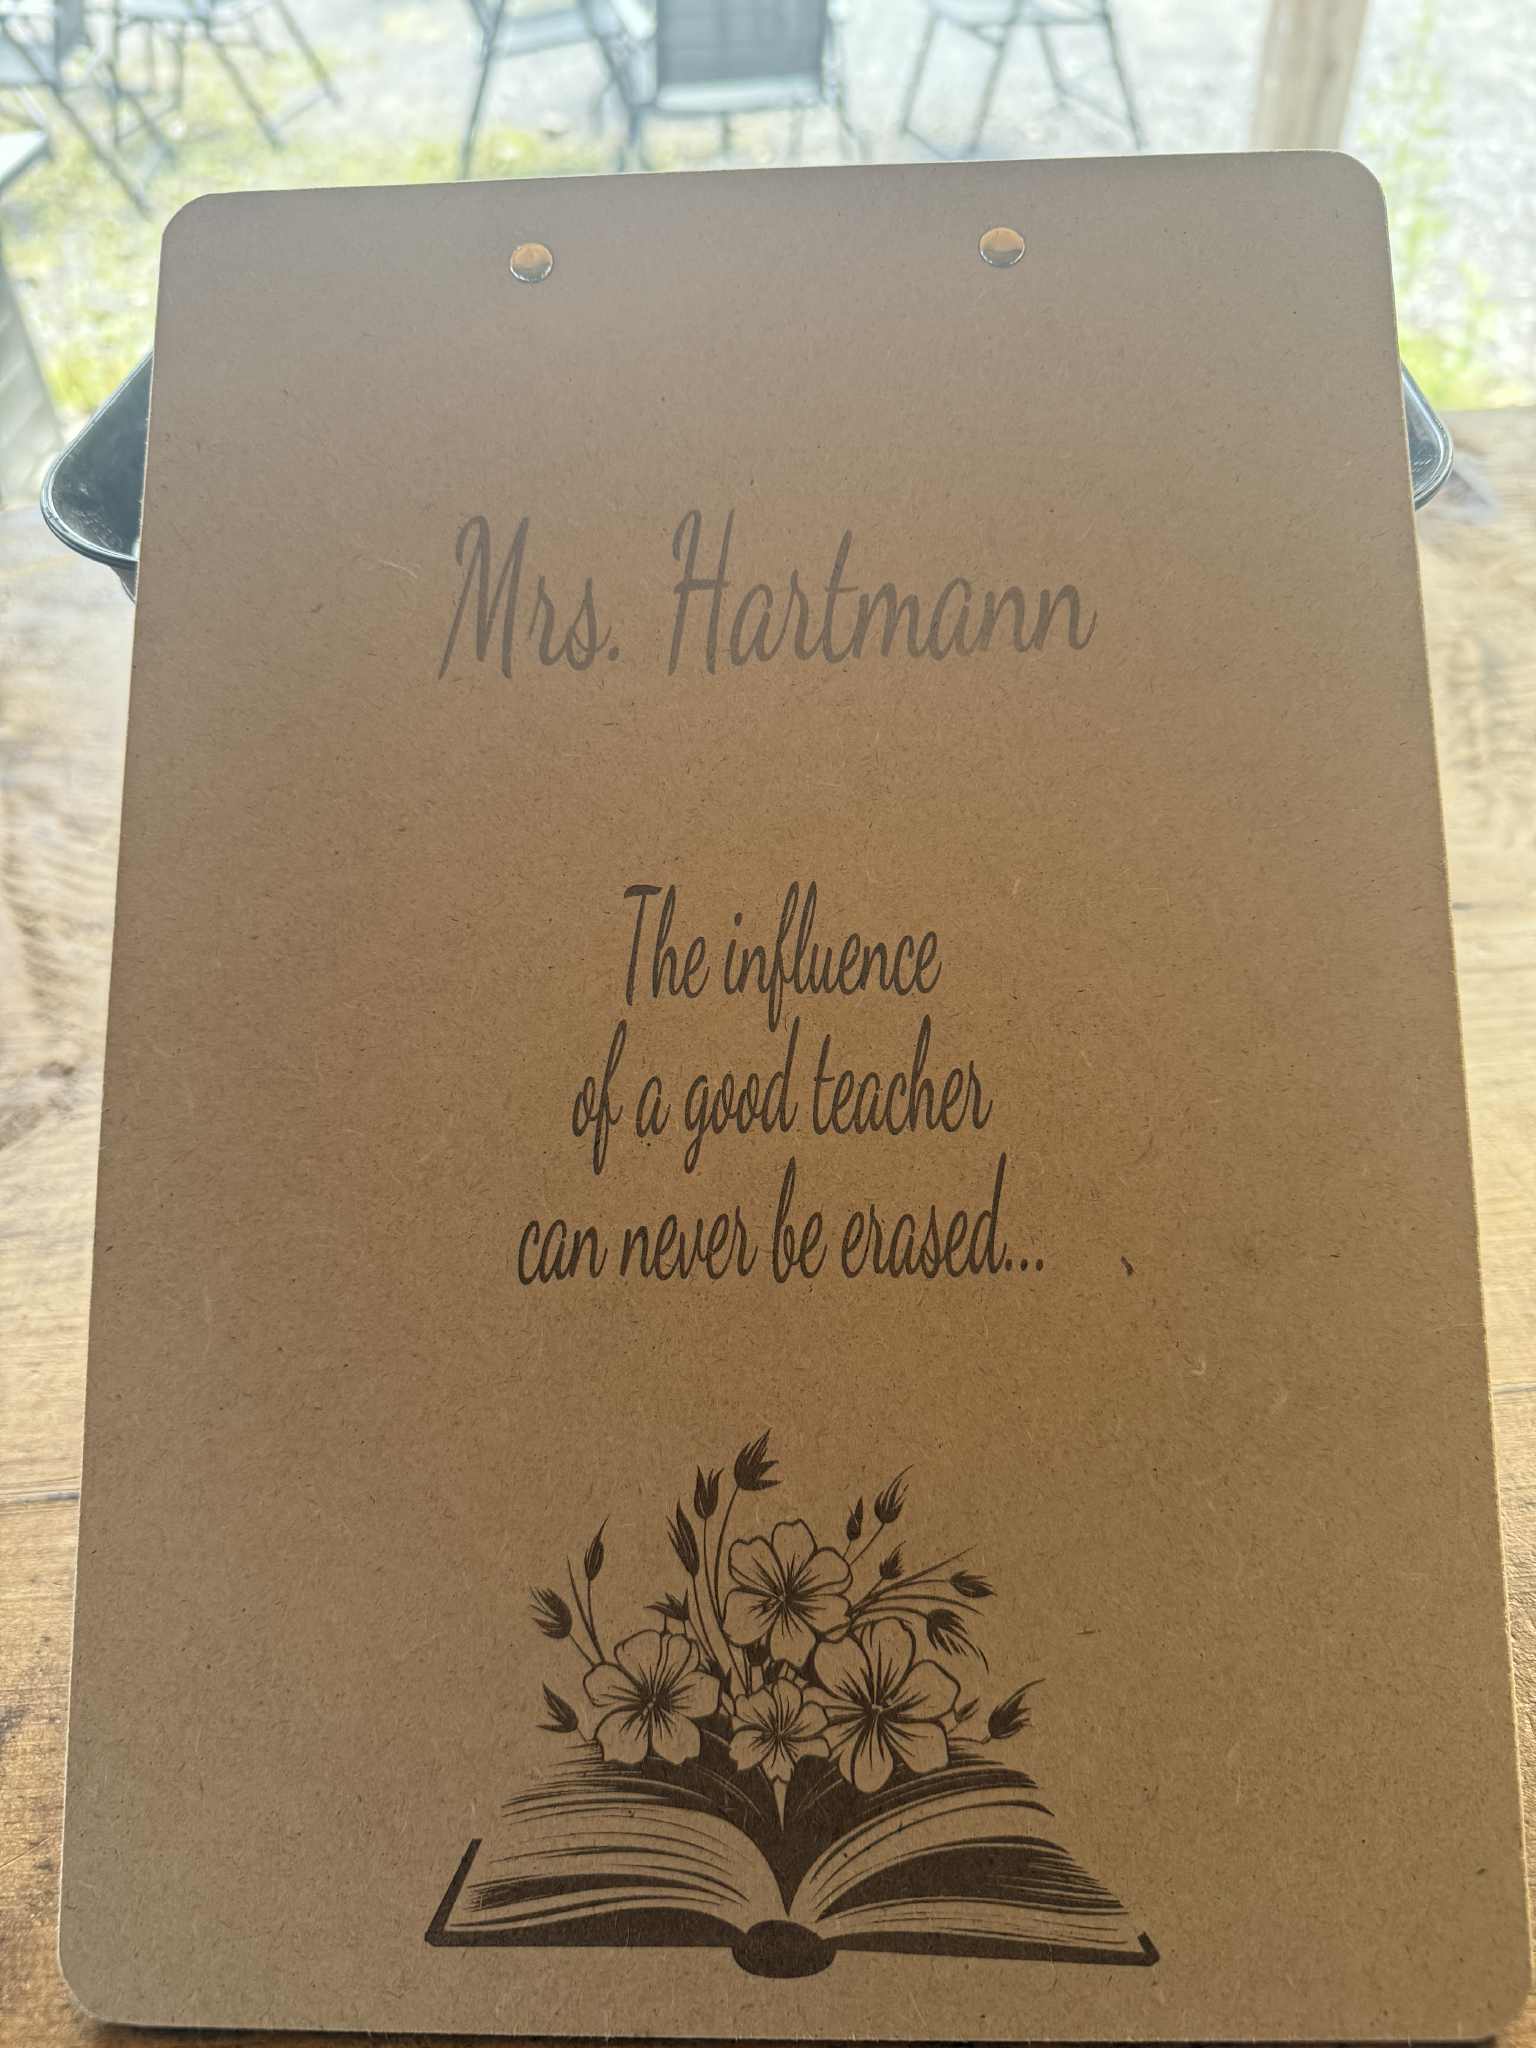 Mrs. Hartmann
The influence
of a good teacher
can never be erased...